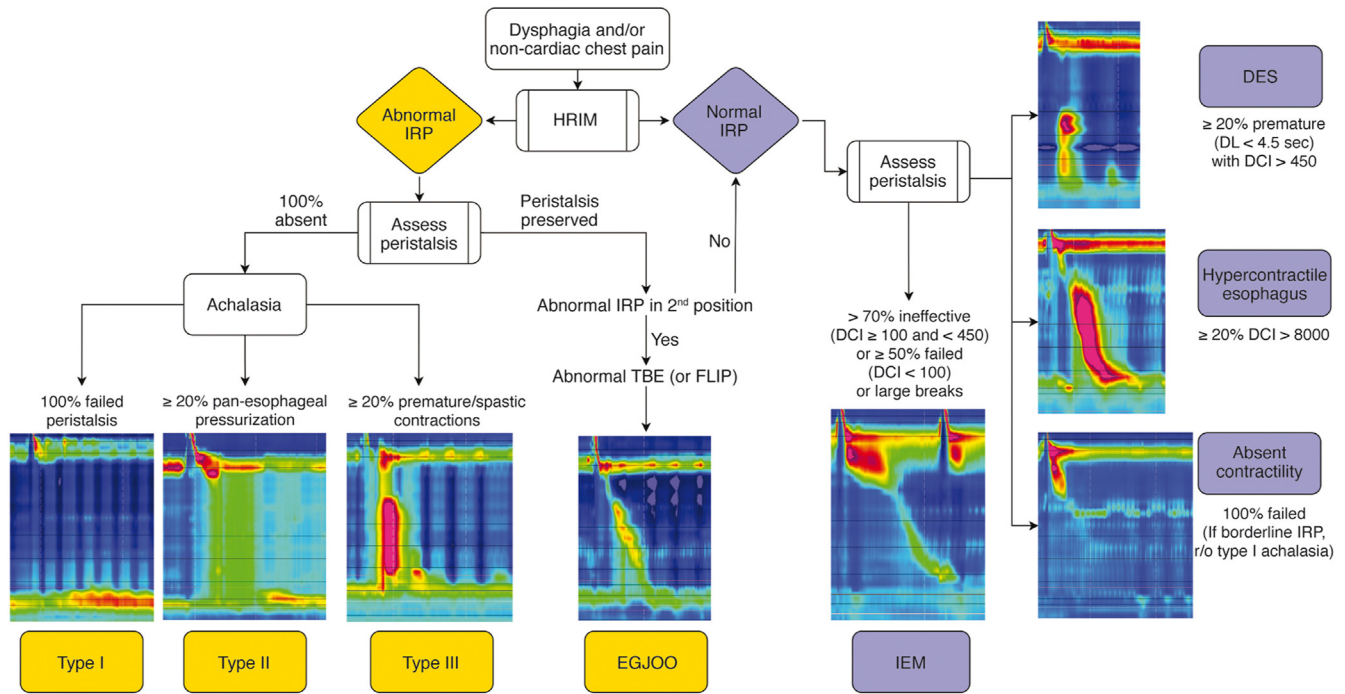 Dysphagia and/or
non-cardiac chest pain
HRIM
Abnormal
IRP
Normal
IRP
Assess
peristalsis
100%
absent
Peristalsis
preserved
Assess
peristalsis
No
Achalasia
Abnormal IRP in 2nd position
Yes
Abnormal TBE (or FLIP)
100% failed
peristalsis
≥ 20% pan-esophageal
pressurization
≥ 20% premature/spastic
contractions
> 70% ineffective
(DCI ≥ 100 and < 450)
or ≥ 50% failed
(DCI < 100)
or large breaks
DES
≥ 20% premature
(DL < 4.5 sec)
with DCI > 450
Hypercontractile
esophagus
≥ 20% DCI > 8000
Absent
contractility
100% failed
(If borderline IRP,
r/o type I achalasia)
Type I
Type II
Type III
EGJOO
IEM